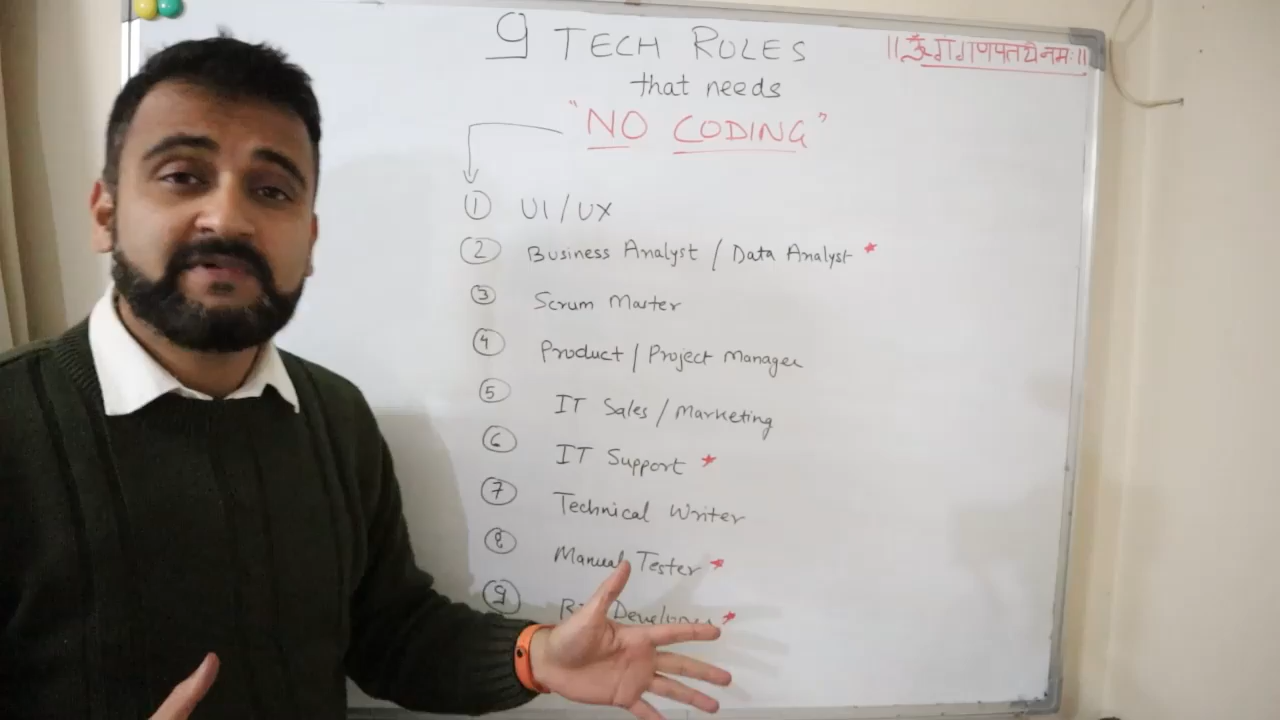 9 TECH ROLES
that needs
"NO CODING"
॥ ॐ गं गणपतये नमः ॥
① UI/UX
② Business Analyst / Data Analyst *
③ Scrum Master
④ Product / Project Manager
⑤ IT Sales / Marketing
⑥ IT Support *
⑦ Technical Writer
⑧ Manual Tester *
⑨ Developer *